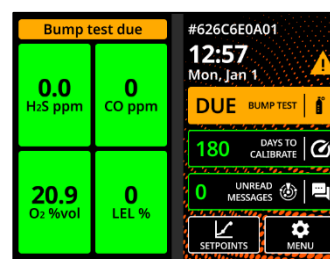 Bump test due
0.0
H₂S ppm
0
CO ppm
20.9
O₂ %vol
0
LEL %
#626C6E0A01
12:57
Mon, Jan 1
DUE BUMP TEST
180 DAYS TO
CALIBRATE
0 UNREAD
MESSAGES
SETPOINTS
MENU